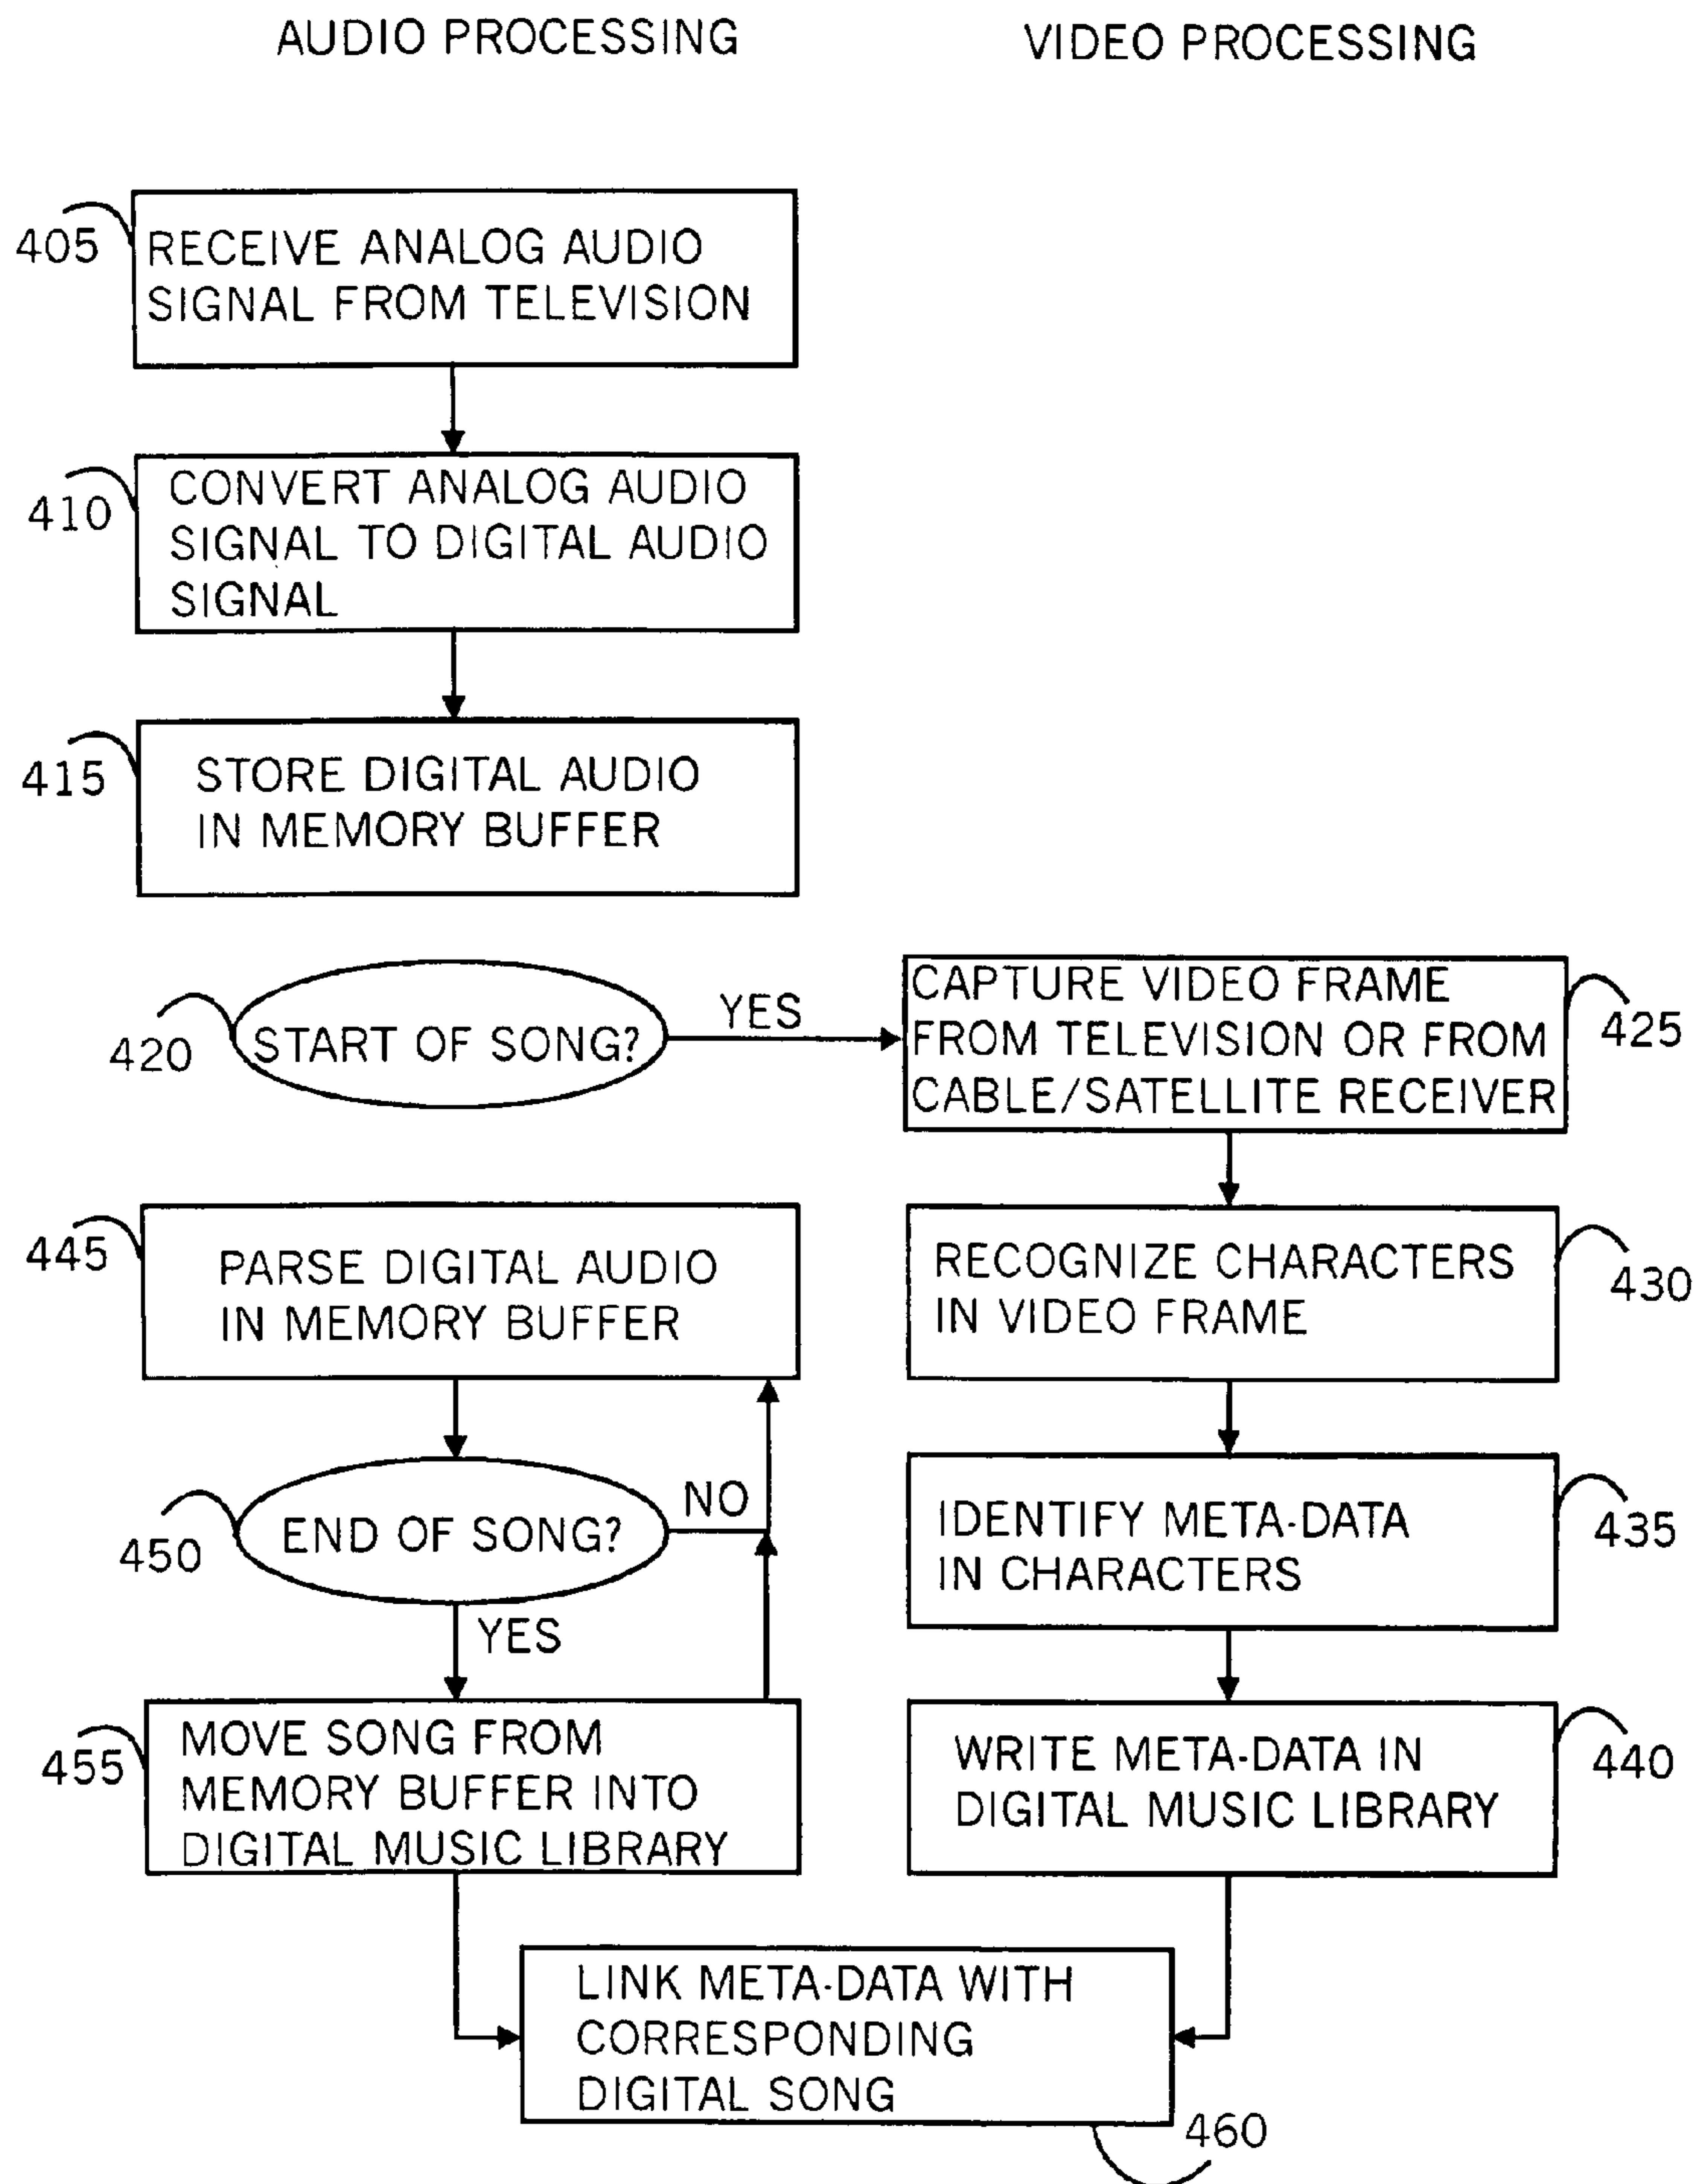 AUDIO PROCESSING
VIDEO PROCESSING
405
RECEIVE ANALOG AUDIO
SIGNAL FROM TELEVISION
410
CONVERT ANALOG AUDIO
SIGNAL TO DIGITAL AUDIO
SIGNAL
415
STORE DIGITAL AUDIO
IN MEMORY BUFFER
420
START OF SONG?
YES
CAPTURE VIDEO FRAME
FROM TELEVISION OR FROM
CABLE/SATELLITE RECEIVER
425
445
PARSE DIGITAL AUDIO
IN MEMORY BUFFER
RECOGNIZE CHARACTERS
IN VIDEO FRAME
430
450
END OF SONG?
NO
YES
IDENTIFY META-DATA
IN CHARACTERS
435
455
MOVE SONG FROM
MEMORY BUFFER INTO
DIGITAL MUSIC LIBRARY
WRITE META-DATA IN
DIGITAL MUSIC LIBRARY
440
LINK META-DATA WITH
CORRESPONDING
DIGITAL SONG
460